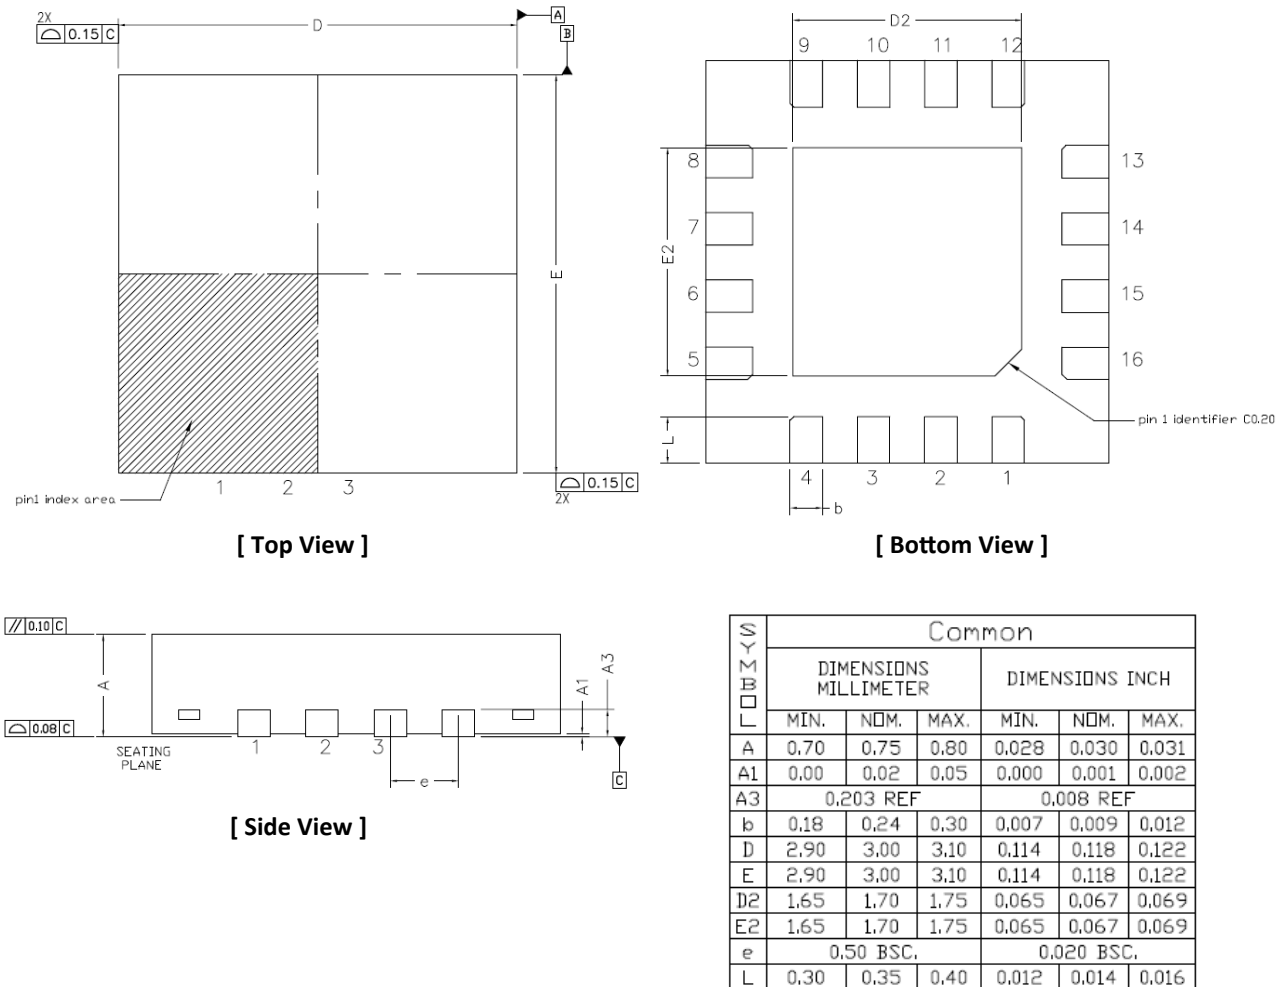 2X
0.15 C
D
A
B
E
pin1 index area
1 2 3
0.15 C
2X
[ Top View ]
D2
9 10 11 12
8 13
7 14
E2
6 15
5 16
L
pin 1 identifier C0.20
4 3 2 1
b
[ Bottom View ]
// 0.10 C
A
A1
A3
0.08 C
SEATING
PLANE
1 2 3
e
C
[ Side View ]
SYMBOL Common
DIMENSIONS MILLIMETER DIMENSIONS INCH
MIN. NOM. MAX. MIN. NOM. MAX.
A 0.70 0.75 0.80 0.028 0.030 0.031
A1 0.00 0.02 0.05 0.000 0.001 0.002
A3 0.203 REF 0.008 REF
b 0.18 0.24 0.30 0.007 0.009 0.012
D 2.90 3.00 3.10 0.114 0.118 0.122
E 2.90 3.00 3.10 0.114 0.118 0.122
D2 1.65 1.70 1.75 0.065 0.067 0.069
E2 1.65 1.70 1.75 0.065 0.067 0.069
e 0.50 BSC. 0.020 BSC.
L 0.30 0.35 0.40 0.012 0.014 0.016